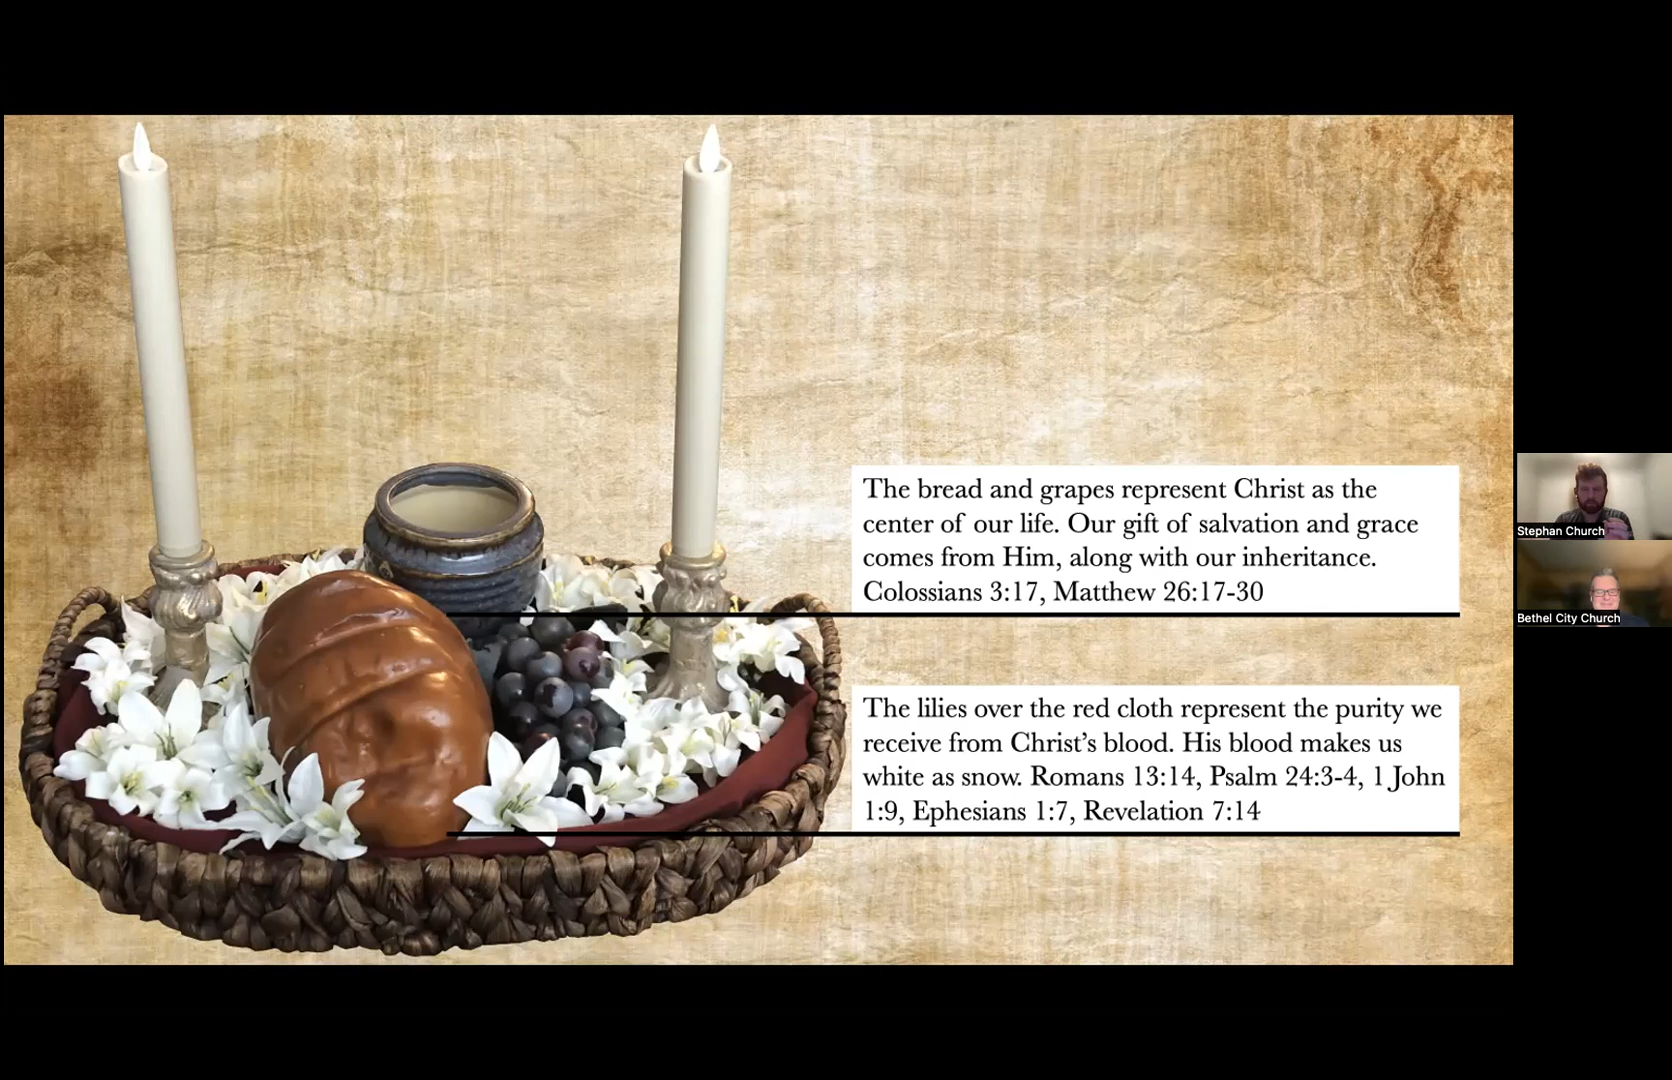 The bread and grapes represent Christ as the
center of our life. Our gift of salvation and grace
comes from Him, along with our inheritance.
Colossians 3:17, Matthew 26:17-30
The lilies over the red cloth represent the purity we
receive from Christ’s blood. His blood makes us
white as snow. Romans 13:14, Psalm 24:3-4, 1 John
1:9, Ephesians 1:7, Revelation 7:14
Stephan Church
Bethel City Church